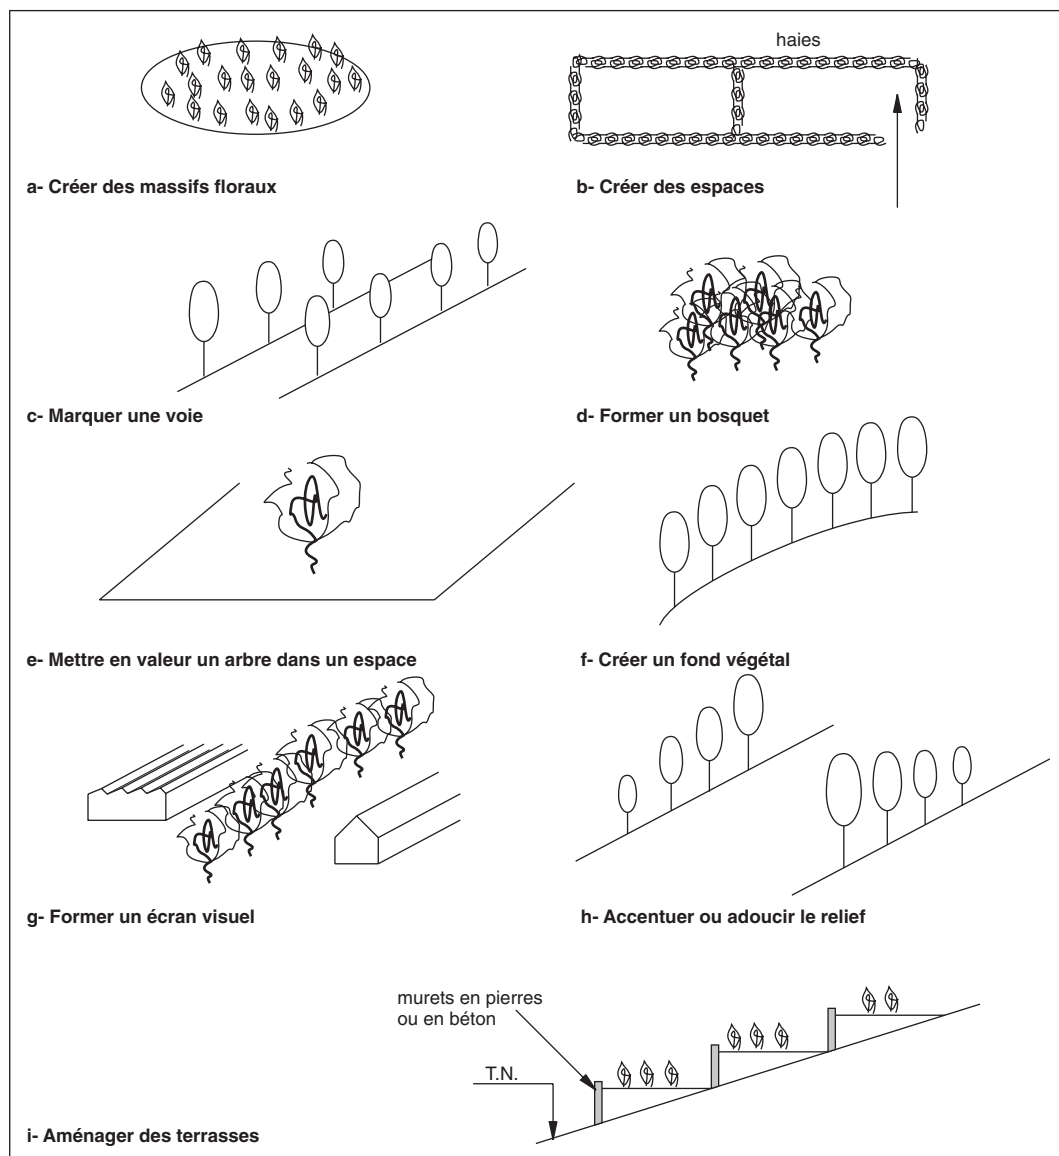 haies
a- Créer des massifs floraux
b- Créer des espaces
c- Marquer une voie
d- Former un bosquet
e- Mettre en valeur un arbre dans un espace
f- Créer un fond végétal
g- Former un écran visuel
h- Accentuer ou adoucir le relief
murets en pierres
ou en béton
T.N.
i- Aménager des terrasses